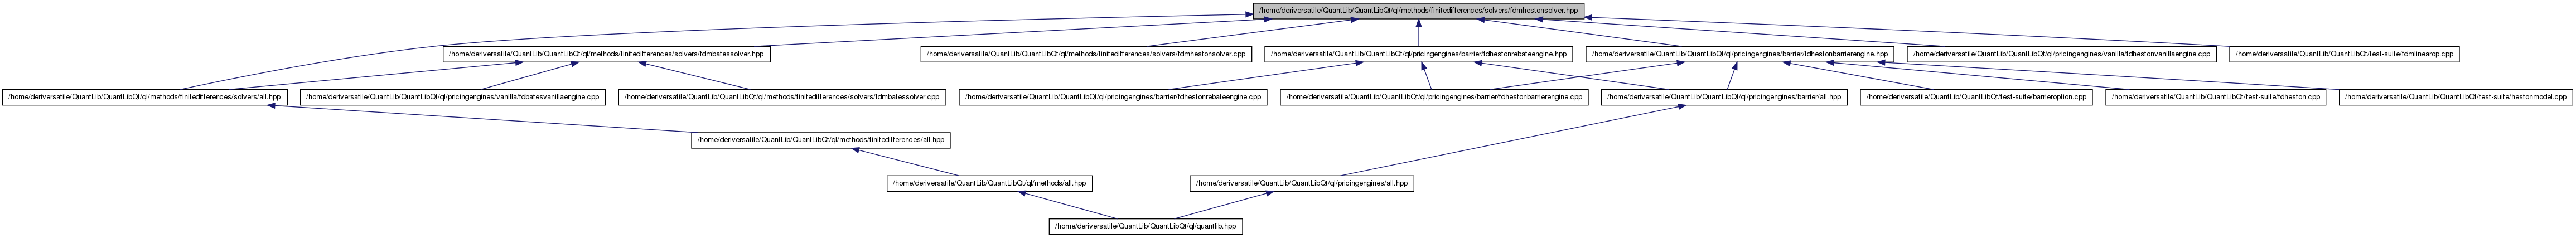 /home/deriversatile/QuantLib/QuantLibQt/ql/methods/finitedifferences/solvers/fdmhestonsolver.hpp
/home/deriversatile/QuantLib/QuantLibQt/ql/methods/finitedifferences/solvers/fdmbatessolver.hpp
/home/deriversatile/QuantLib/QuantLibQt/ql/methods/finitedifferences/solvers/fdmhestonsolver.cpp
/home/deriversatile/QuantLib/QuantLibQt/ql/pricingengines/barrier/fdhestonrebateengine.hpp
/home/deriversatile/QuantLib/QuantLibQt/ql/pricingengines/barrier/fdhestonbarrierengine.hpp
/home/deriversatile/QuantLib/QuantLibQt/ql/pricingengines/vanilla/fdhestonvanillaengine.cpp
/home/deriversatile/QuantLib/QuantLibQt/test-suite/fdmlinearop.cpp
/home/deriversatile/QuantLib/QuantLibQt/ql/methods/finitedifferences/solvers/all.hpp
/home/deriversatile/QuantLib/QuantLibQt/ql/pricingengines/vanilla/fdbatesvanillaengine.cpp
/home/deriversatile/QuantLib/QuantLibQt/ql/methods/finitedifferences/solvers/fdmbatessolver.cpp
/home/deriversatile/QuantLib/QuantLibQt/ql/pricingengines/barrier/fdhestonrebateengine.cpp
/home/deriversatile/QuantLib/QuantLibQt/ql/pricingengines/barrier/fdhestonbarrierengine.cpp
/home/deriversatile/QuantLib/QuantLibQt/ql/pricingengines/barrier/all.hpp
/home/deriversatile/QuantLib/QuantLibQt/test-suite/barrieroption.cpp
/home/deriversatile/QuantLib/QuantLibQt/test-suite/fdheston.cpp
/home/deriversatile/QuantLib/QuantLibQt/test-suite/hestonmodel.cpp
/home/deriversatile/QuantLib/QuantLibQt/ql/methods/finitedifferences/all.hpp
/home/deriversatile/QuantLib/QuantLibQt/ql/methods/all.hpp
/home/deriversatile/QuantLib/QuantLibQt/ql/pricingengines/all.hpp
/home/deriversatile/QuantLib/QuantLibQt/ql/quantlib.hpp